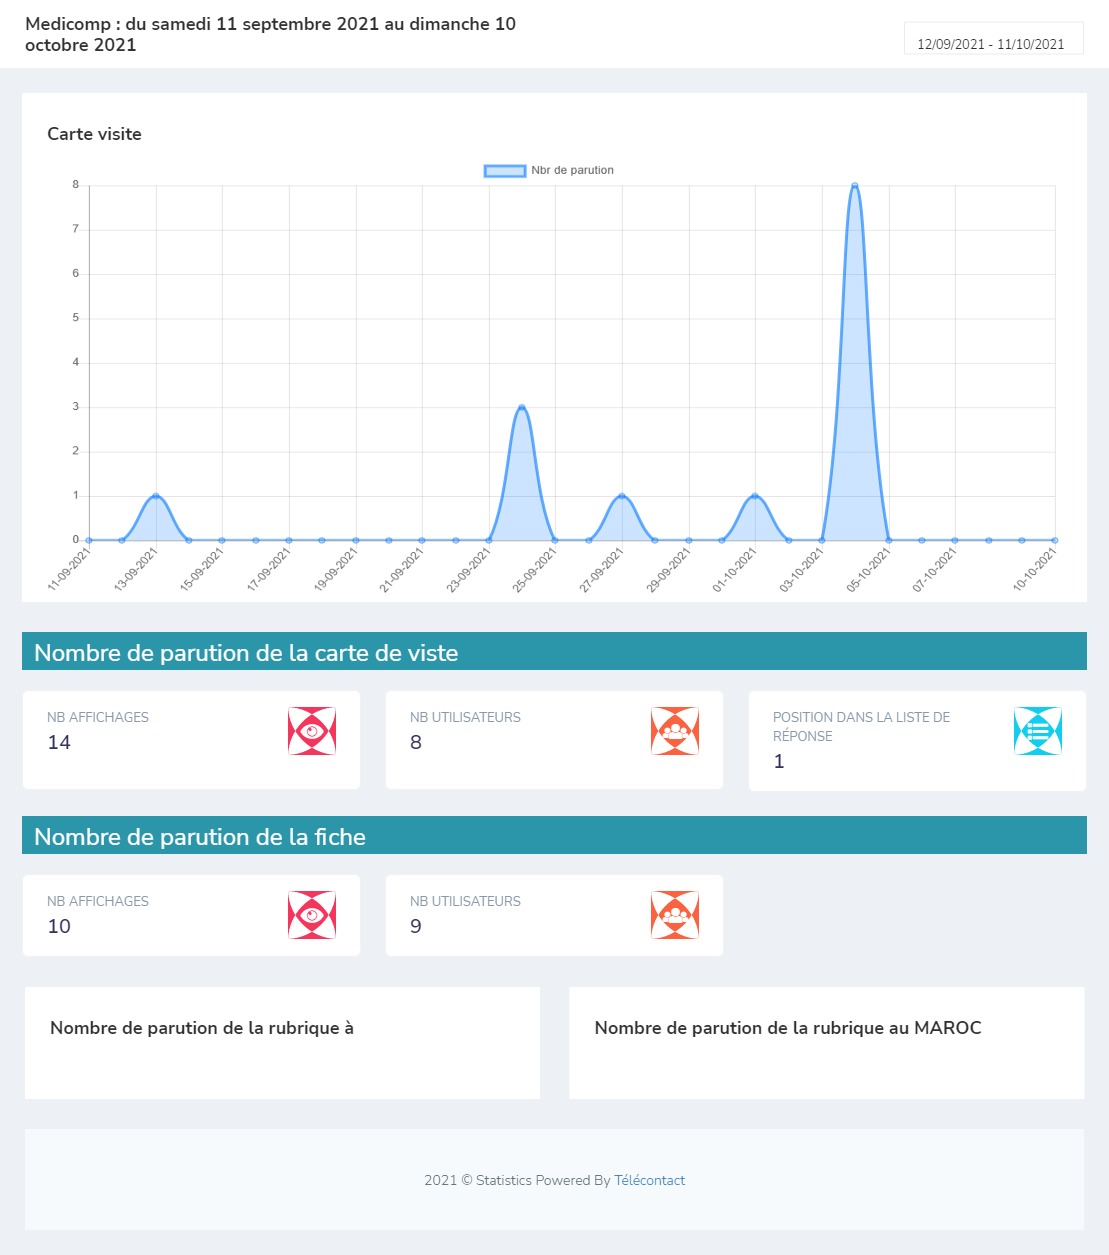 Medicomp : du samedi 11 septembre 2021 au dimanche 10
octobre 2021
12/09/2021 - 11/10/2021
Carte visite
Nbr de parution
8
7
6
5
4
3
2
1
0
11-09-2021
13-09-2021
15-09-2021
17-09-2021
19-09-2021
21-09-2021
23-09-2021
25-09-2021
27-09-2021
29-09-2021
01-10-2021
03-10-2021
05-10-2021
07-10-2021
10-10-2021
Nombre de parution de la carte de viste
NB AFFICHAGES
14
NB UTILISATEURS
8
POSITION DANS LA LISTE DE
RÉPONSE
1
Nombre de parution de la fiche
NB AFFICHAGES
10
NB UTILISATEURS
9
Nombre de parution de la rubrique à
Nombre de parution de la rubrique au MAROC
2021 © Statistics Powered By Télécontact